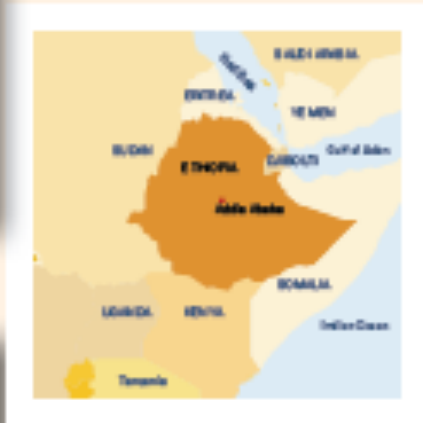 Red Sea
SAUDI ARABIA
ERITREA
YEMEN
SUDAN
DJIBOUTI
Gulf of Aden
ETHIOPIA
Addis Ababa
SOMALIA
UGANDA
KENYA
Indian Ocean
Tanzania